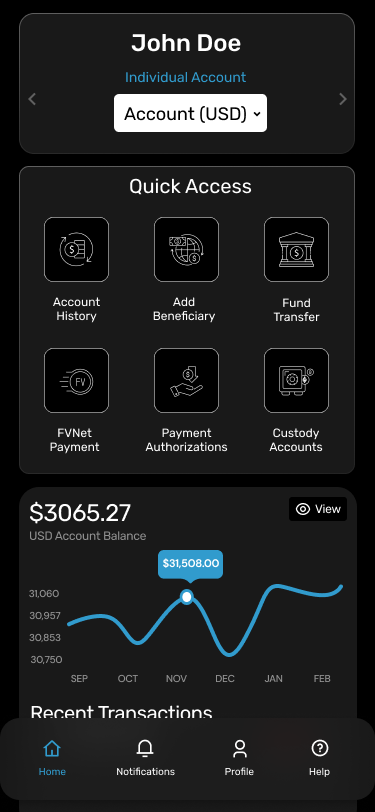 John Doe
Individual Account
Account (USD)
Quick Access
Account
History
Add
Beneficiary
Fund
Transfer
FV
FVNet
Payment
Payment
Authorizations
Custody
Accounts
$3065.27
View
USD Account Balance
$31,508.00
31,060
30,957
30,853
30,750
SEP OCT NOV DEC JAN FEB
Recent Transactions
Home Notifications Profile Help